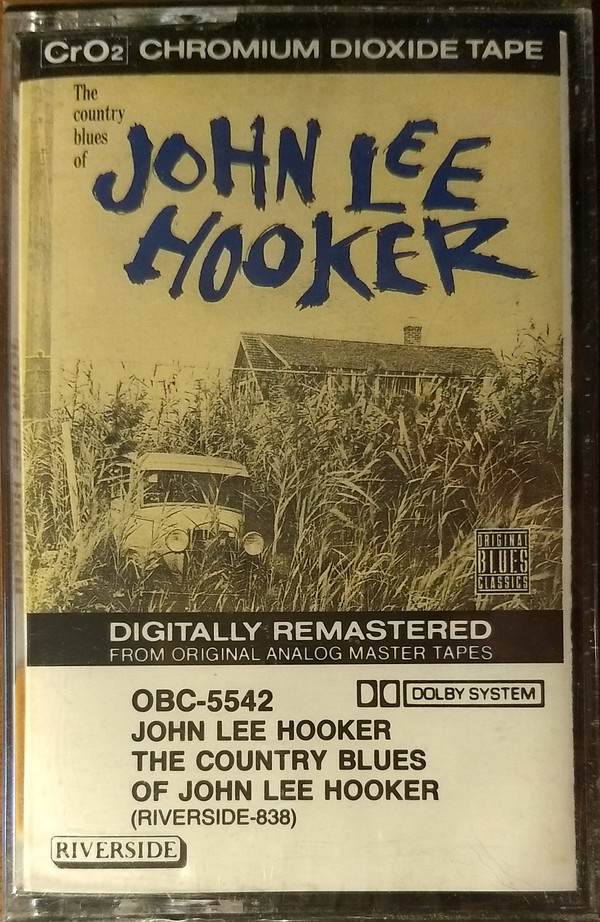 CrO2 CHROMIUM DIOXIDE TAPE
The
country
blues
of
JOHN LEE
HOOKER
ORIGINAL
BLUES
CLASSICS
DIGITALLY REMASTERED
FROM ORIGINAL ANALOG MASTER TAPES
OBC-5542
DOLBY SYSTEM
JOHN LEE HOOKER
THE COUNTRY BLUES
OF JOHN LEE HOOKER
(RIVERSIDE-838)
RIVERSIDE